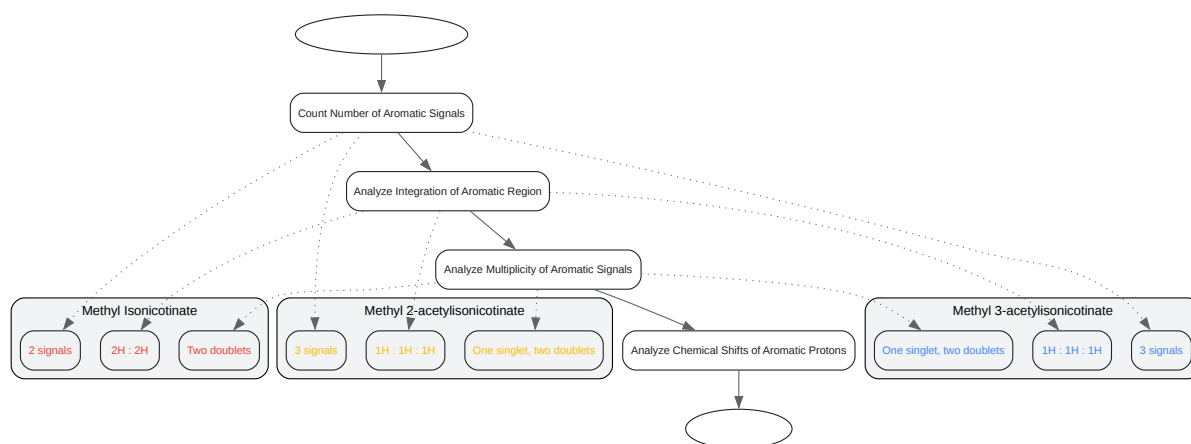 Count Number of Aromatic Signals
Analyze Integration of Aromatic Region
Analyze Multiplicity of Aromatic Signals
Methyl Isonicotinate
2 signals
2H : 2H
Two doublets
Methyl 2-acetylisonicotinate
3 signals
1H : 1H : 1H
One singlet, two doublets
Analyze Chemical Shifts of Aromatic Protons
Methyl 3-acetylisonicotinate
One singlet, two doublets
1H : 1H : 1H
3 signals